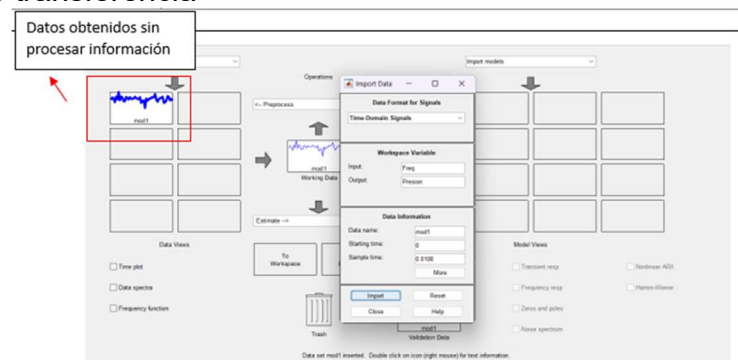 transferencia
Datos obtenidos sin
procesar información
Import models
Operations
Import Data
Data Format for Signals
Time-Domain Signals
<-- Preprocess
mod1
mod1
Working Data
Workspace Variable
Input:
Freq
Output:
Presion
Estimate -->
Data Information
Data name:
mod1
Starting time:
0
Sample time:
More
Data Views
Model Views
To
Workspace
Time plot
Data spectra
Frequency function
Transient resp
Nonlinear ARX
Frequency resp
Hamm-Wiener
Zeros and poles
Noise spectrum
Import
Reset
Close
Help
Trash
mod1
Validation Data
Data set mod1 inserted. Double click on icon (right mouse) for text information.